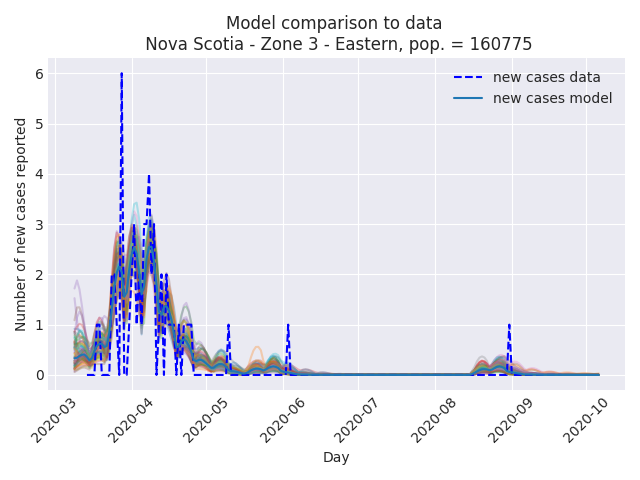 Model comparison to data
Nova Scotia - Zone 3 - Eastern, pop. = 160775
new cases data
new cases model
Number of new cases reported
6
5
4
3
2
1
0
2020-03
2020-04
2020-05
2020-06
2020-07
2020-08
2020-09
2020-10
Day